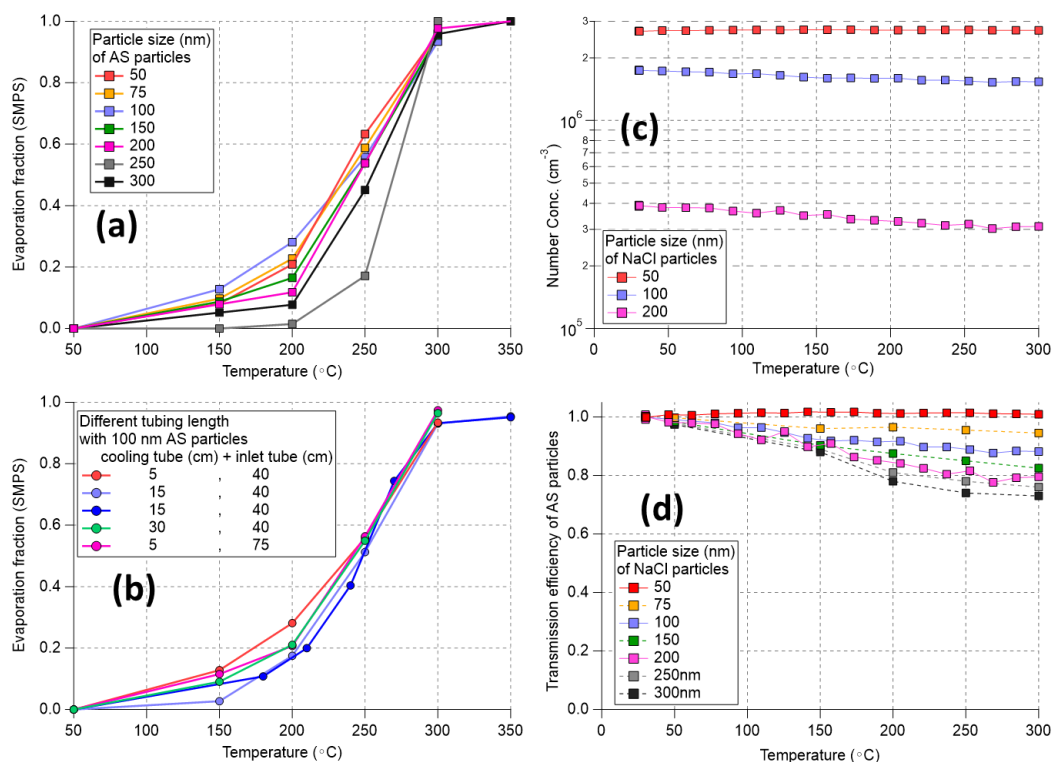 Evaporation fraction (SMPS)
1.0
0.8
0.6
0.4
0.2
0.0
Particle size (nm)
of AS particles
50
75
100
150
200
250
300
(a)
50 100 150 200 250 300 350
Temperature (°C)
Number Conc. (cm-3)
3
2
10^6
9
8
7
6
5
4
3
2
10^5
(c)
Particle size (nm)
of NaCl particles
50
100
200
0 50 100 150 200 250 300
Tmeperature (°C)
Evaporation fraction (SMPS)
1.0
0.8
0.6
0.4
0.2
0.0
Different tubing length
with 100 nm AS particles
cooling tube (cm) + inlet tube (cm)
5 , 40
15 , 40
15 , 40
30 , 40
5 , 75
(b)
50 100 150 200 250 300 350
Temperature (°C)
Transmission efficiency of AS particles
1.0
0.8
0.6
0.4
0.2
0.0
(d)
Particle size (nm)
of NaCl particles
50
75
100
150
200
250nm
300nm
0 50 100 150 200 250 300
Temperature (°C)